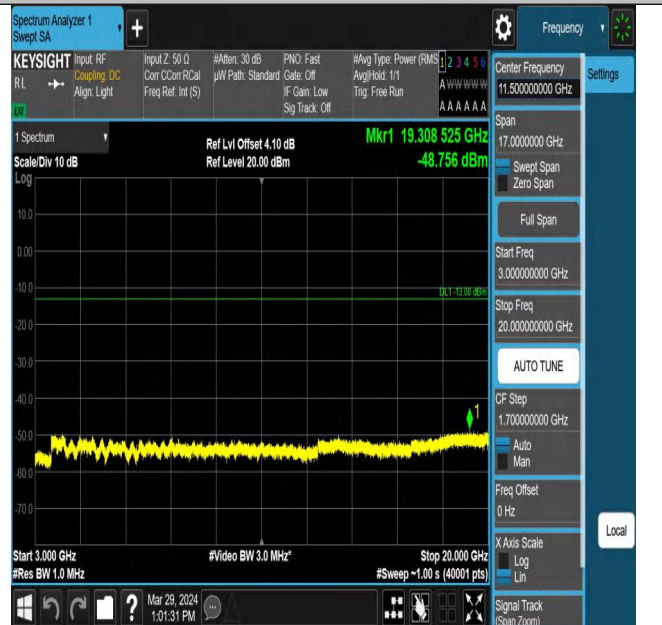 Spectrum Analyzer 1
Swept SA
+
Frequency
KEYSIGHT
RL
LXI
Input: RF
Coupling: DC
Align: Light
Input Z: 50 Ω
Corr CCorr RCal
Freq Ref: Int (S)
#Atten: 30 dB
µW Path: Standard
PNO: Fast
Gate: Off
IF Gain: Low
Sig Track: Off
#Avg Type: Power (RMS
Avg|Hold: 1/1
Trig: Free Run
1 2 3 4 5 6
A W W W W W
A A A A A A
1 Spectrum
Scale/Div 10 dB
Log
Ref Lvl Offset 4.10 dB
Ref Level 20.00 dBm
Mkr1 19.308 525 GHz
-48.756 dBm
10.0
0.00
-10.0
DL1 -13.00 dBm
-20.0
-30.0
-40.0
1
-50.0
-60.0
-70.0
Start 3.000 GHz
#Video BW 3.0 MHz*
Stop 20.000 GHz
#Res BW 1.0 MHz
#Sweep ~1.00 s (40001 pts)
?
Mar 29, 2024
1:01:31 PM
Center Frequency
11.500000000 GHz
Settings
Span
17.0000000 GHz
Swept Span
Zero Span
Full Span
Start Freq
3.000000000 GHz
Stop Freq
20.000000000 GHz
AUTO TUNE
CF Step
1.700000000 GHz
Auto
Man
Freq Offset
0 Hz
Local
X Axis Scale
Log
Lin
Signal Track
(Span Zoom)